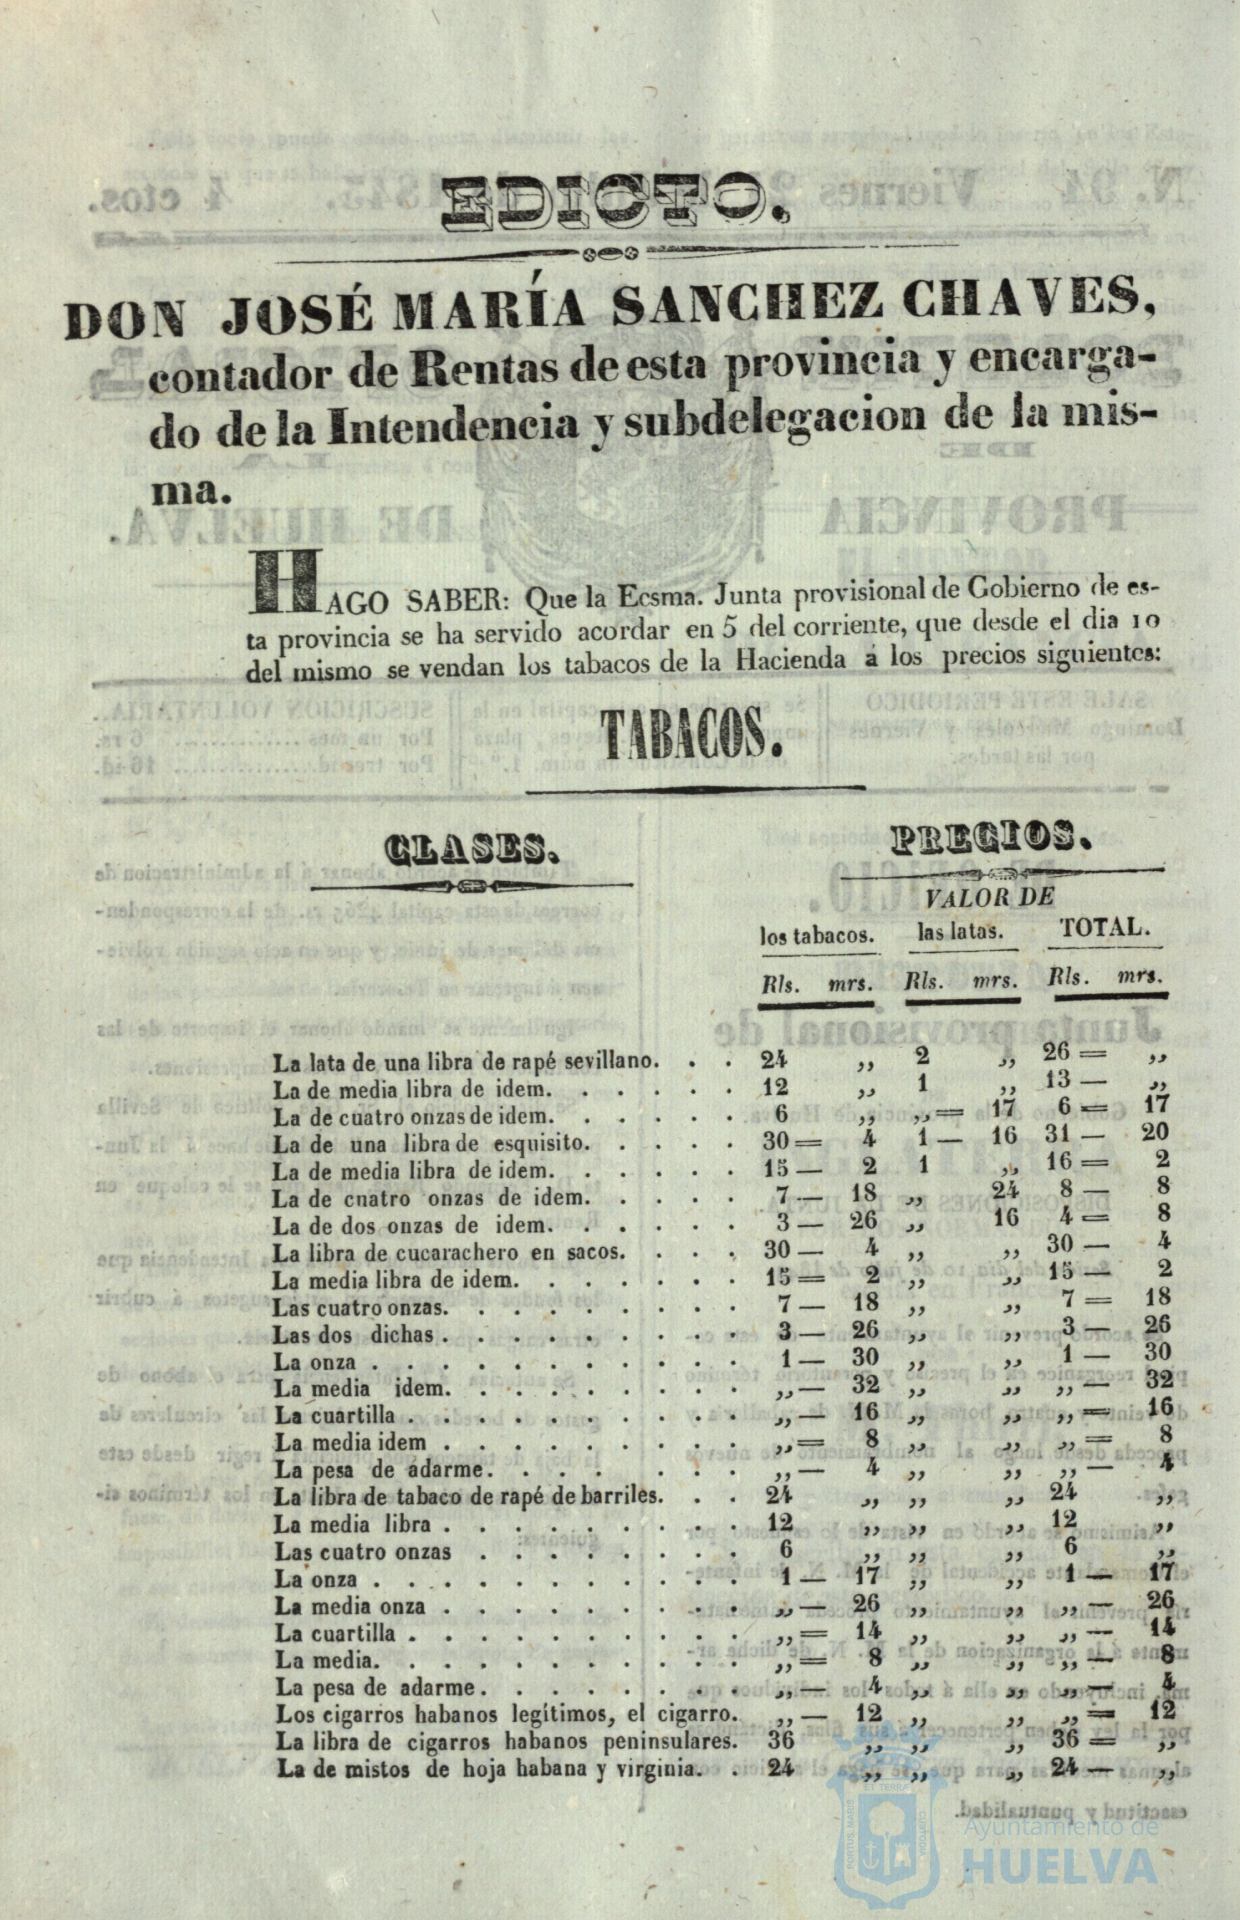 EDICTO.
DON JOSÉ MARÍA SANCHEZ CHAVES,
contador de Rentas de esta provincia y encarga-
do de la Intendencia y subdelegacion de la mis-
ma.
HAGO SABER: Que la Ecsma. Junta provisional de Gobierno de es-
ta provincia se ha servido acordar en 5 del corriente, que desde el dia 10
del mismo se vendan los tabacos de la Hacienda á los precios siguientes:
TABACOS.
CLASES. PRECIOS.
VALOR DE
los tabacos. las latas. TOTAL.
Rls. mrs. Rls. mrs. Rls. mrs.
La lata de una libra de rapé sevillano. . . 24 ,, 2 ,, 26 = ,,
La de media libra de idem. . . . . . 12 ,, 1 ,, 13 — ,,
La de cuatro onzas de idem. . . . . . 6 ,, ,, = 17 6 = 17
La de una libra de esquisito. . . . . 30 = 4 1 — 16 31 — 20
La de media libra de idem. . . . . . 15 — 2 1 ,, 16 = 2
La de cuatro onzas de idem. . . . . 7 — 18 ,, 24 8 — 8
La de dos onzas de idem. . . . . . 3 — 26 ,, 16 4 = 8
La libra de cucarachero en sacos. . . . 30 — 4 ,, ,, 30 — 4
La media libra de idem. . . . . . . 15 = 2 ,, ,, 15 — 2
Las cuatro onzas. . . . . . . . . 7 — 18 ,, ,, 7 = 18
Las dos dichas . . . . . . . . . 3 — 26 ,, ,, 3 — 26
La onza . . . . . . . . . . . 1 — 30 ,, ,, 1 — 30
La media idem. . . . . . . . . ,, — 32 ,, ,, ,, — 32
La cuartilla . . . . . . . . . . ,, — 16 ,, ,, ,, = 16
La media idem . . . . . . . . . ,, = 8 ,, ,, ,, = 8
La pesa de adarme. . . . . . . ,, — 4 ,, ,, ,, — 4
La libra de tabaco de rapé de barriles. . . 24 ,, ,, ,, 24 ,,
La media libra . . . . . . . . . 12 ,, ,, ,, 12 ,,
Las cuatro onzas . . . . . . . . 6 ,, ,, ,, 6 ,,
La onza . . . . . . . . . . . 1 — 17 ,, ,, 1 — 17
La media onza . . . . . . . . . ,, — 26 ,, ,, ,, — 26
La cuartilla . . . . . . . . . . ,, = 14 ,, ,, ,, — 14
La media. . . . . . . . . . . ,, = 8 ,, ,, ,, — 8
La pesa de adarme . . . . . . . . ,, — 4 ,, ,, ,, — 4
Los cigarros habanos legítimos, el cigarro. ,, — 12 ,, ,, ,, = 12
La libra de cigarros habanos peninsulares. 36 ,, ,, ,, 36 = ,,
La de mistos de hoja habana y virginia. . 24 ,, ,, ,, 24 — ,,
Ayuntamiento de
HUELVA